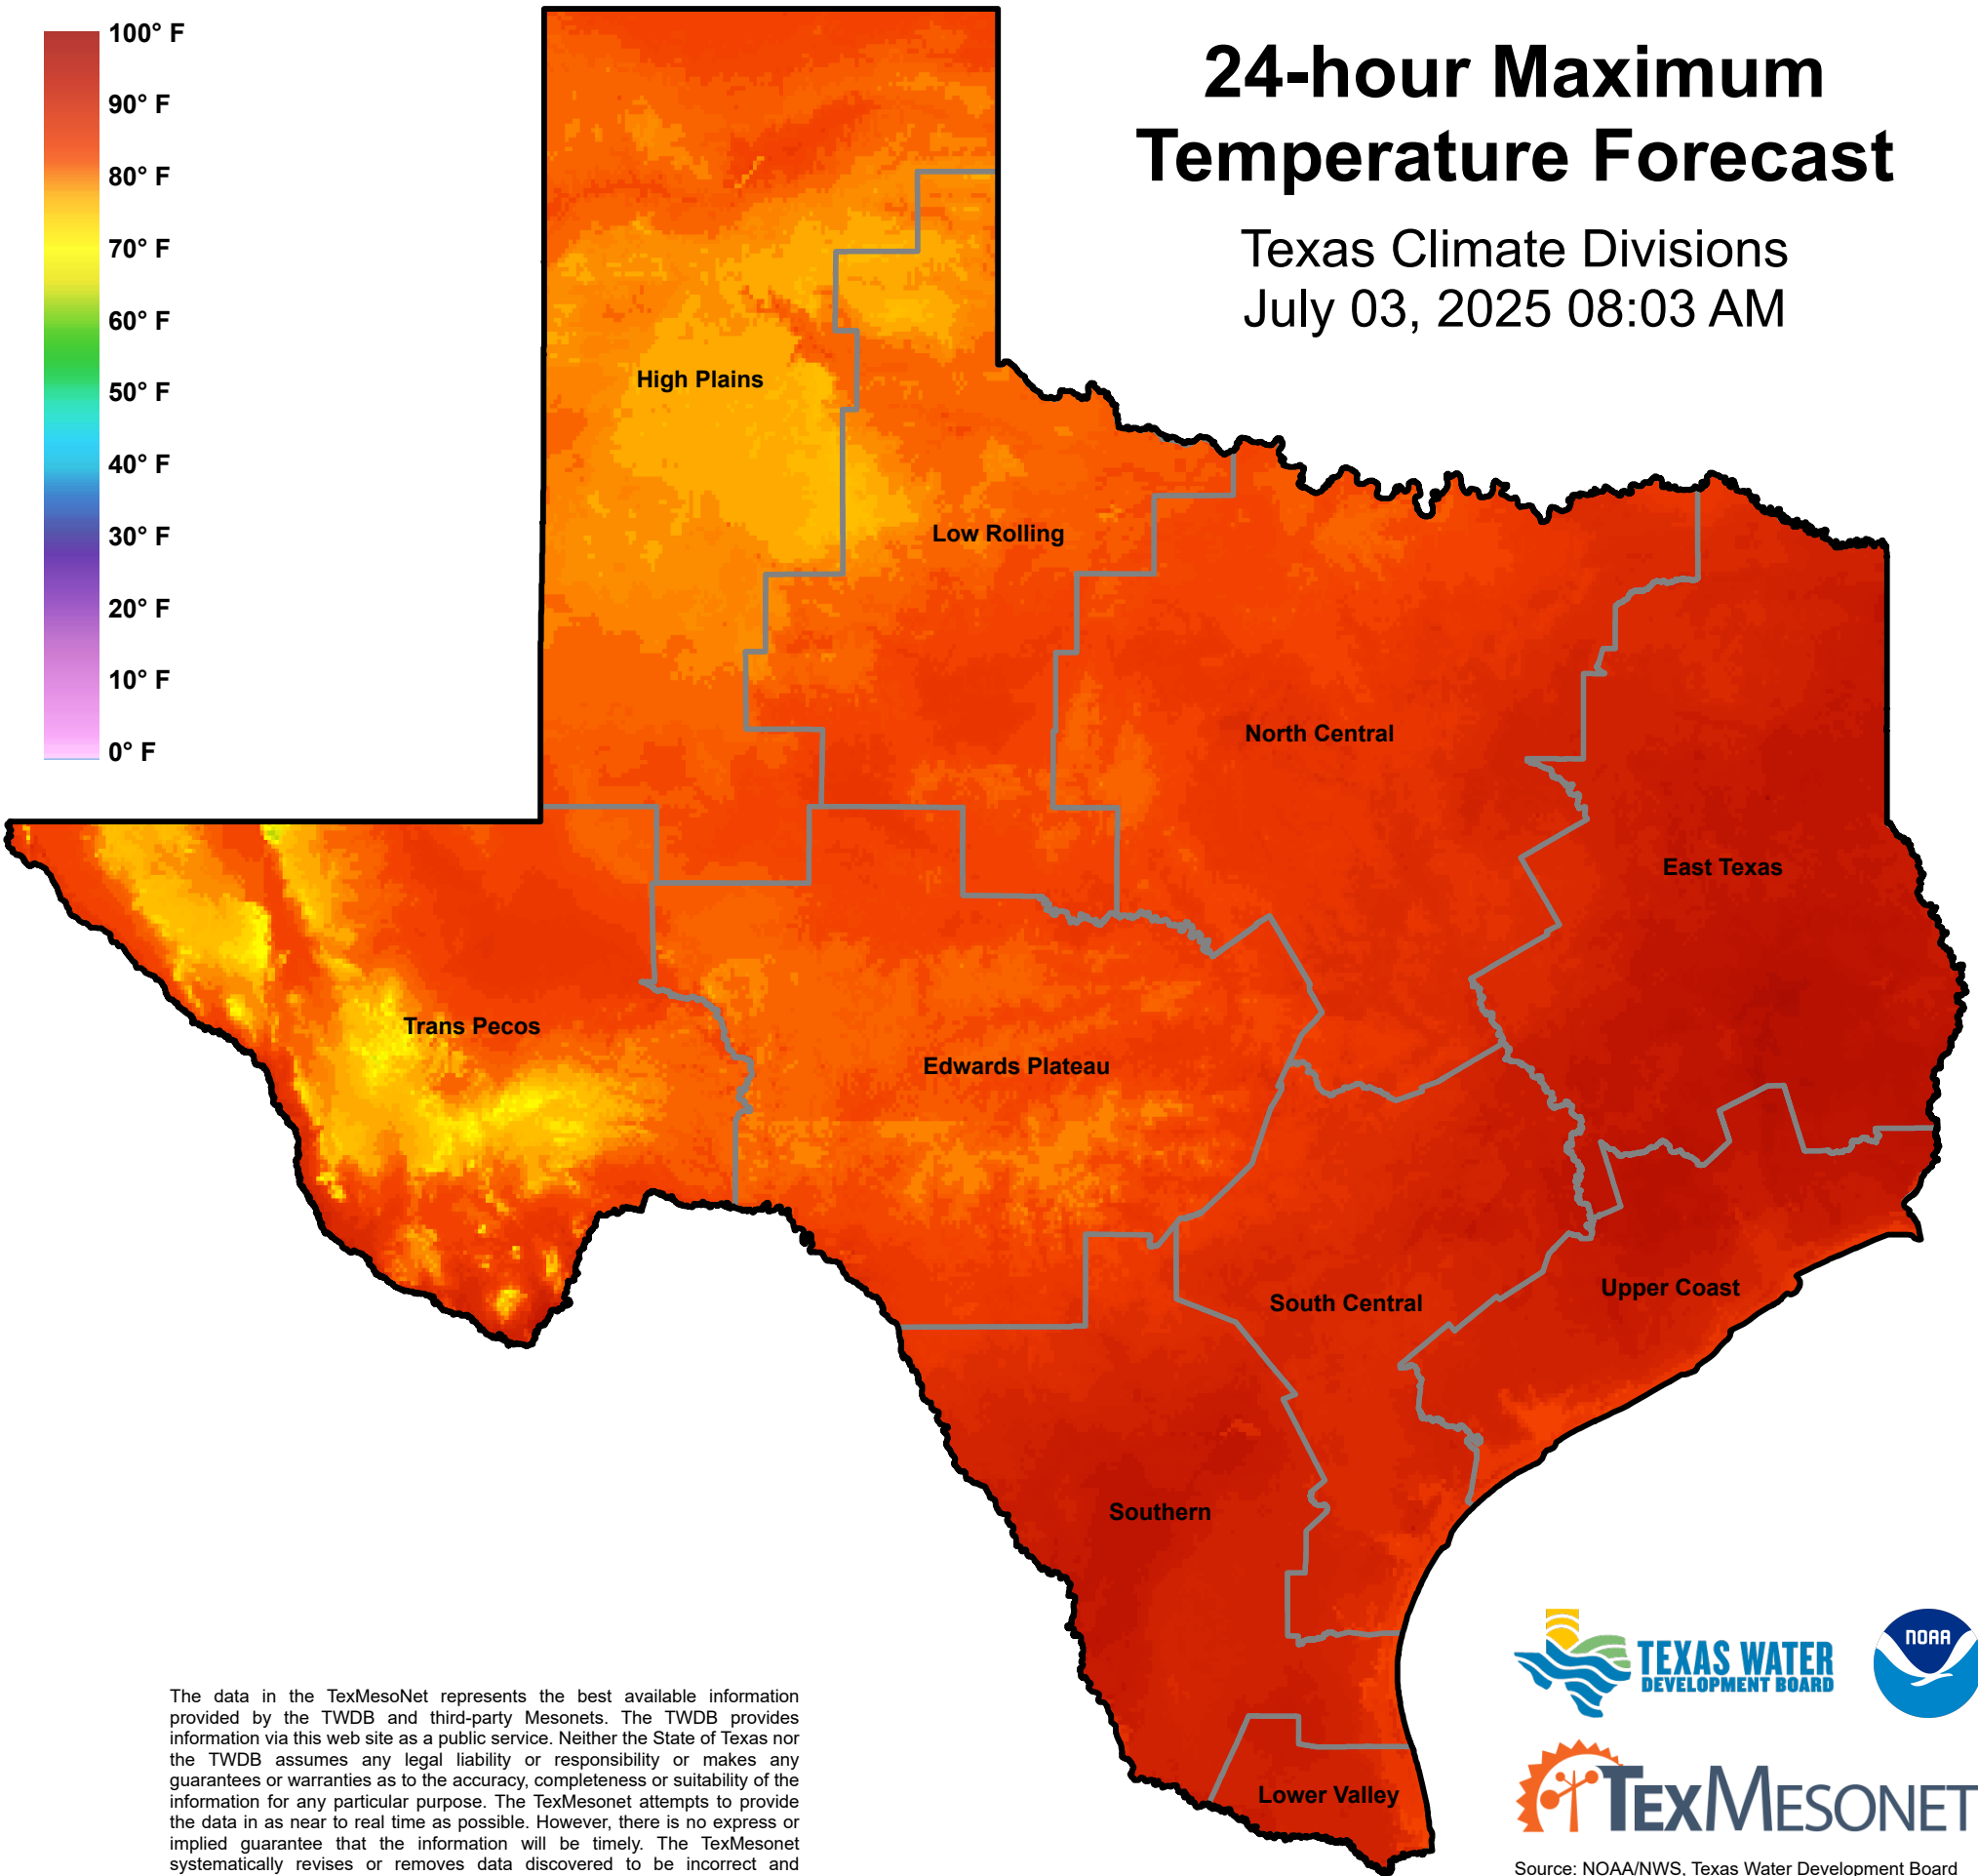 24-hour Maximum
Temperature Forecast
Texas Climate Divisions
July 03, 2025 08:03 AM
100° F
90° F
80° F
70° F
60° F
50° F
40° F
30° F
20° F
10° F
0° F
High Plains
Low Rolling
North Central
East Texas
Trans Pecos
Edwards Plateau
South Central
Upper Coast
Southern
Lower Valley
The data in the TexMesoNet represents the best available information
provided by the TWDB and third-party Mesonets. The TWDB provides
information via this web site as a public service. Neither the State of Texas nor
the TWDB assumes any legal liability or responsibility or makes any
guarantees or warranties as to the accuracy, completeness or suitability of the
information for any particular purpose. The TexMesonet attempts to provide
the data in as near to real time as possible. However, there is no express or
implied guarantee that the information will be timely. The TexMesonet
systematically revises or removes data discovered to be incorrect and
TEXAS WATER
DEVELOPMENT BOARD
NOAA
TEXMESONET
Source: NOAA/NWS, Texas Water Development Board